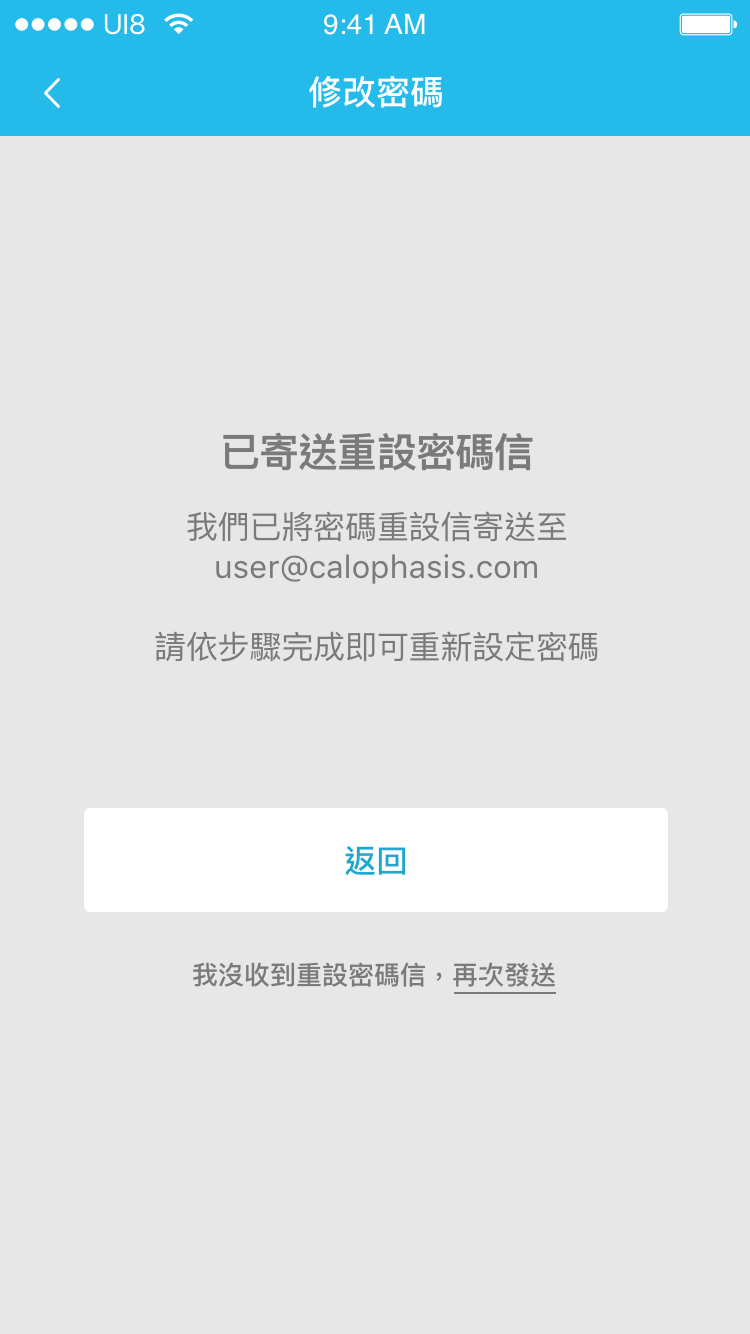 UI8 9:41 AM
修改密碼
已寄送重設密碼信
我們已將密碼重設信寄送至
user@calophasis.com
請依步驟完成即可重新設定密碼
返回
我沒收到重設密碼信，再次發送